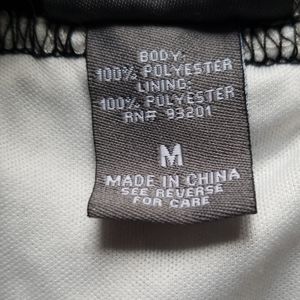 BODY:
100% POLYESTER
LINING:
100% POLYESTER
RN# 93201
M
MADE IN CHINA
SEE REVERSE
FOR CARE